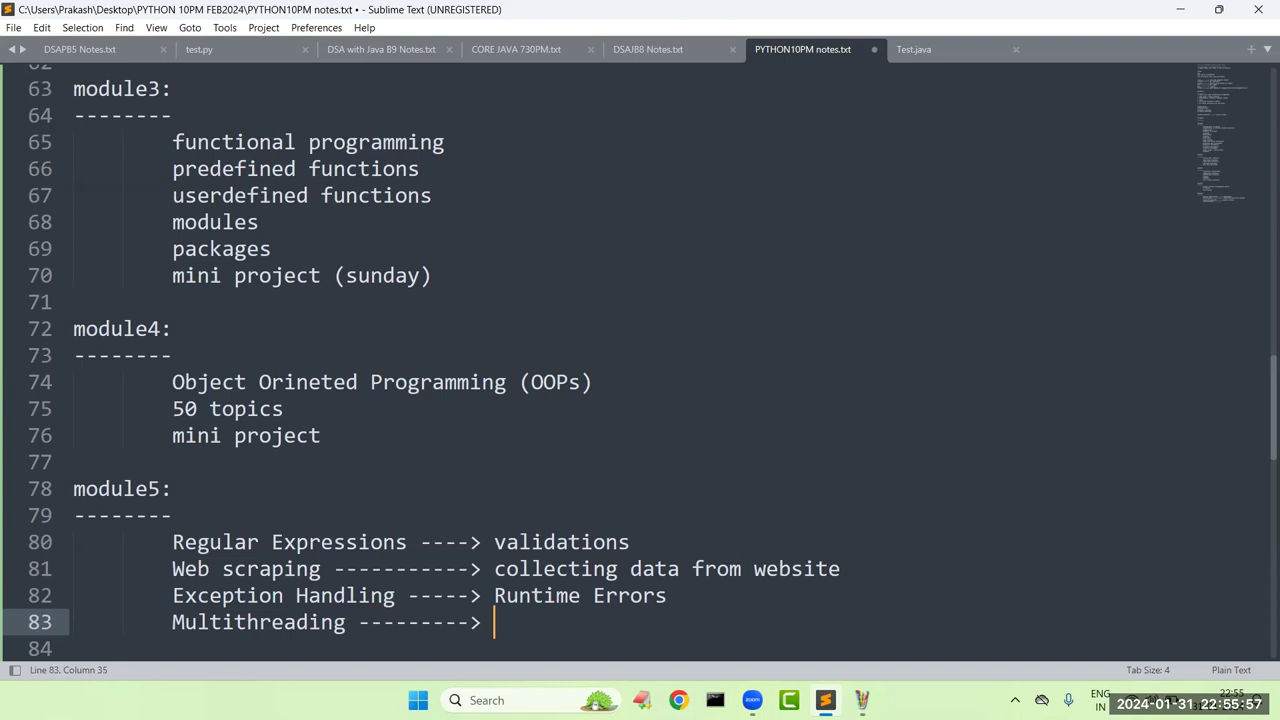 C:\Users\Prakash\Desktop\PYTHON 10PM FEB2024\PYTHON10PM notes.txt • - Sublime Text (UNREGISTERED)
File Edit Selection Find View Goto Tools Project Preferences Help
DSAPB5 Notes.txt test.py DSA with Java B9 Notes.txt CORE JAVA 730PM.txt DSAJB8 Notes.txt PYTHON10PM notes.txt Test.java
62
63 module3:
64 --------
65 functional programming
66 predefined functions
67 userdefined functions
68 modules
69 packages
70 mini project (sunday)
71
72 module4:
73 --------
74 Object Orineted Programming (OOPs)
75 50 topics
76 mini project
77
78 module5:
79 --------
80 Regular Expressions ----> validations
81 Web scraping -----------> collecting data from website
82 Exception Handling -----> Runtime Errors
83 Multithreading --------->
84
Line 83, Column 35 Tab Size: 4 Plain Text
Search
zoom
ENG
IN
22:55
2024-01-31 22:55:57